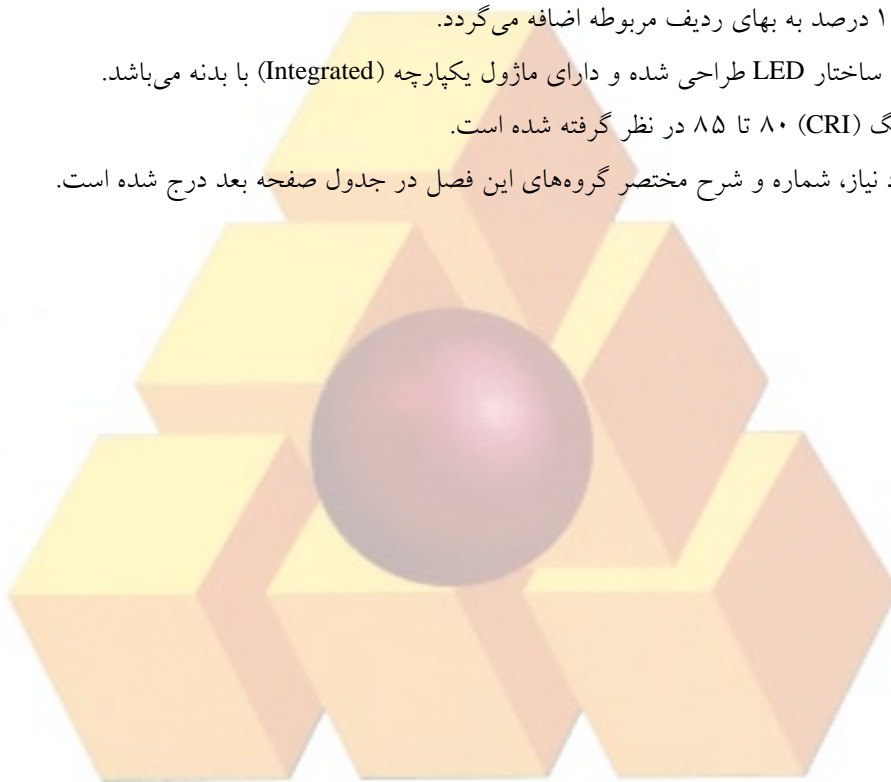 ۱ درصد به بهای ردیف مربوطه اضافه می‌گردد.
ساختار LED طراحی شده و دارای ماژول یکپارچه (Integrated) با بدنه می‌باشد.
(CRI) ۸۰ تا ۸۵ در نظر گرفته شده است.
نیاز، شماره و شرح مختصر گروه‌های این فصل در جدول صفحه بعد درج شده است.